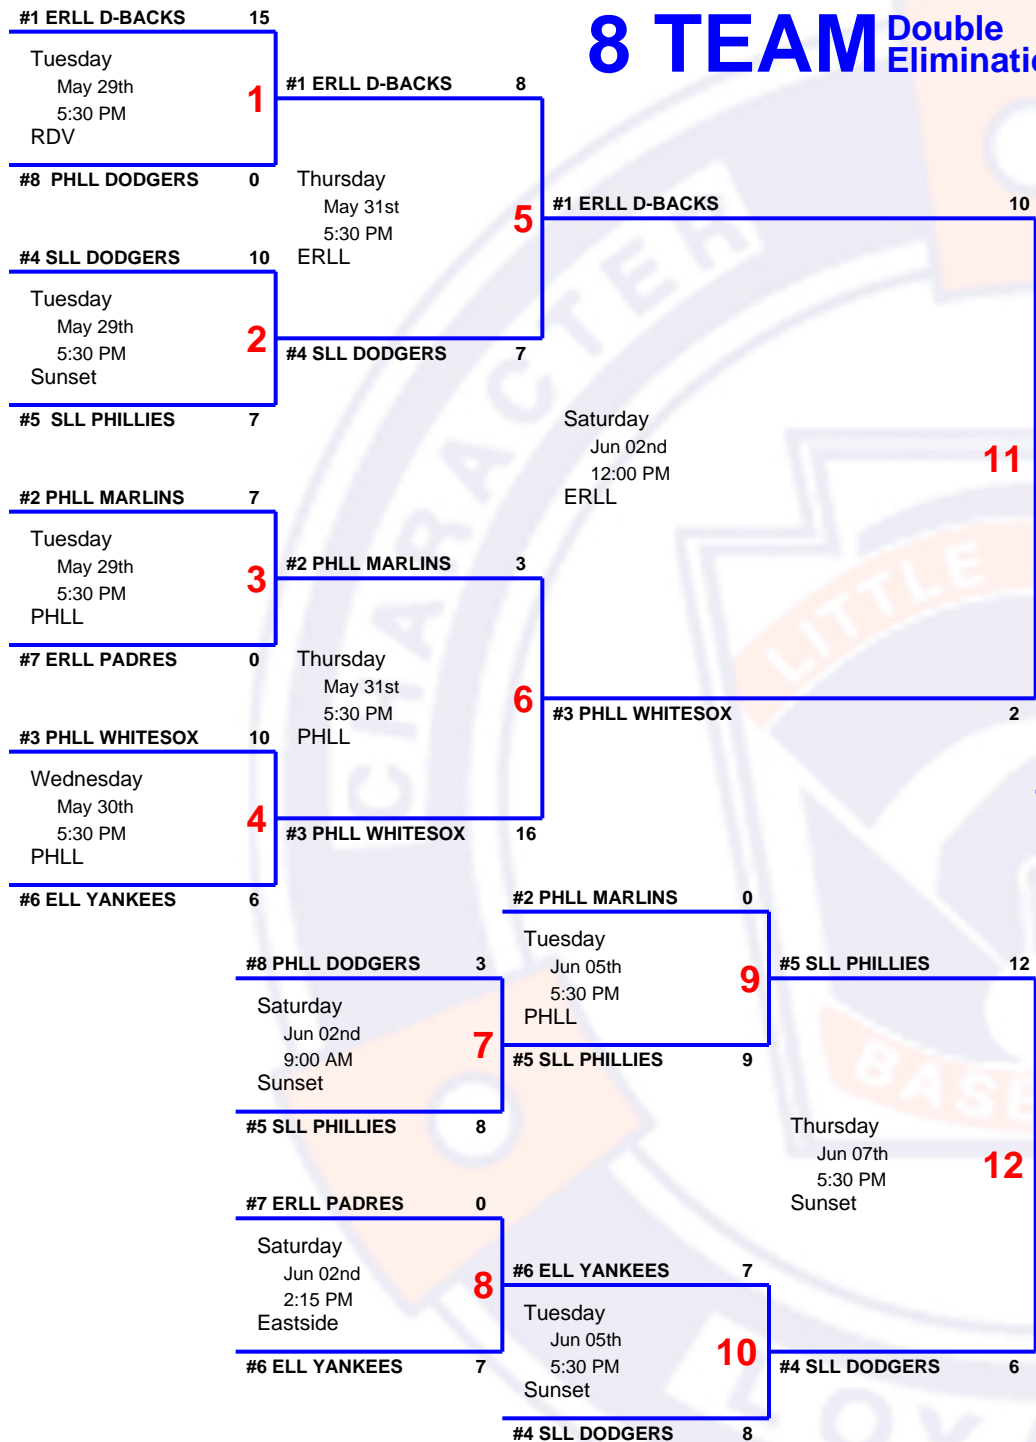 8 TEAM Double
Eliminatio
#1 ERLL D-BACKS 15
Tuesday
May 29th
5:30 PM
RDV
1
#8 PHLL DODGERS 0
#4 SLL DODGERS 10
Tuesday
May 29th
5:30 PM
Sunset
2
#5 SLL PHILLIES 7
#2 PHLL MARLINS 7
Tuesday
May 29th
5:30 PM
PHLL
3
#7 ERLL PADRES 0
#3 PHLL WHITESOX 10
Wednesday
May 30th
5:30 PM
PHLL
4
#6 ELL YANKEES 6
#1 ERLL D-BACKS 8
Thursday
May 31st
5:30 PM
ERLL
5
#4 SLL DODGERS 7
#2 PHLL MARLINS 3
Thursday
May 31st
5:30 PM
PHLL
6
#3 PHLL WHITESOX 16
#1 ERLL D-BACKS 10
Saturday
Jun 02nd
12:00 PM
ERLL
11
#3 PHLL WHITESOX 2
#8 PHLL DODGERS 3
Saturday
Jun 02nd
9:00 AM
Sunset
7
#5 SLL PHILLIES 8
#7 ERLL PADRES 0
Saturday
Jun 02nd
2:15 PM
Eastside
8
#6 ELL YANKEES 7
#2 PHLL MARLINS 0
Tuesday
Jun 05th
5:30 PM
PHLL
9
#5 SLL PHILLIES 9
#6 ELL YANKEES 7
Tuesday
Jun 05th
5:30 PM
Sunset
10
#4 SLL DODGERS 8
#5 SLL PHILLIES 12
Thursday
Jun 07th
5:30 PM
Sunset
12
#4 SLL DODGERS 6
CHARACTER
LITTLE
BASE
LOY